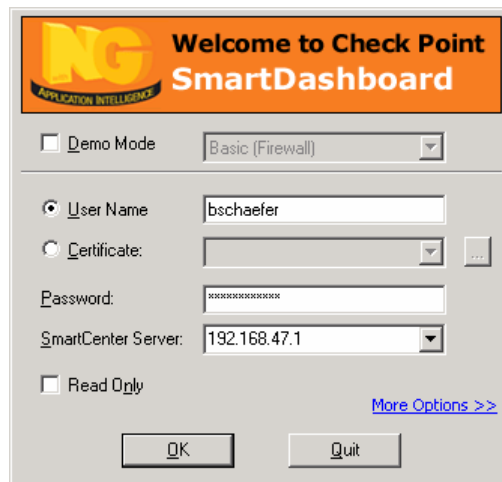 NG
APPLICATION INTELLIGENCE
Welcome to Check Point
SmartDashboard
Demo Mode
Basic (Firewall)
User Name
bschaefer
Certificate:
...
Password:
************
SmartCenter Server:
192.168.47.1
Read Only
More Options >>
OK
Quit